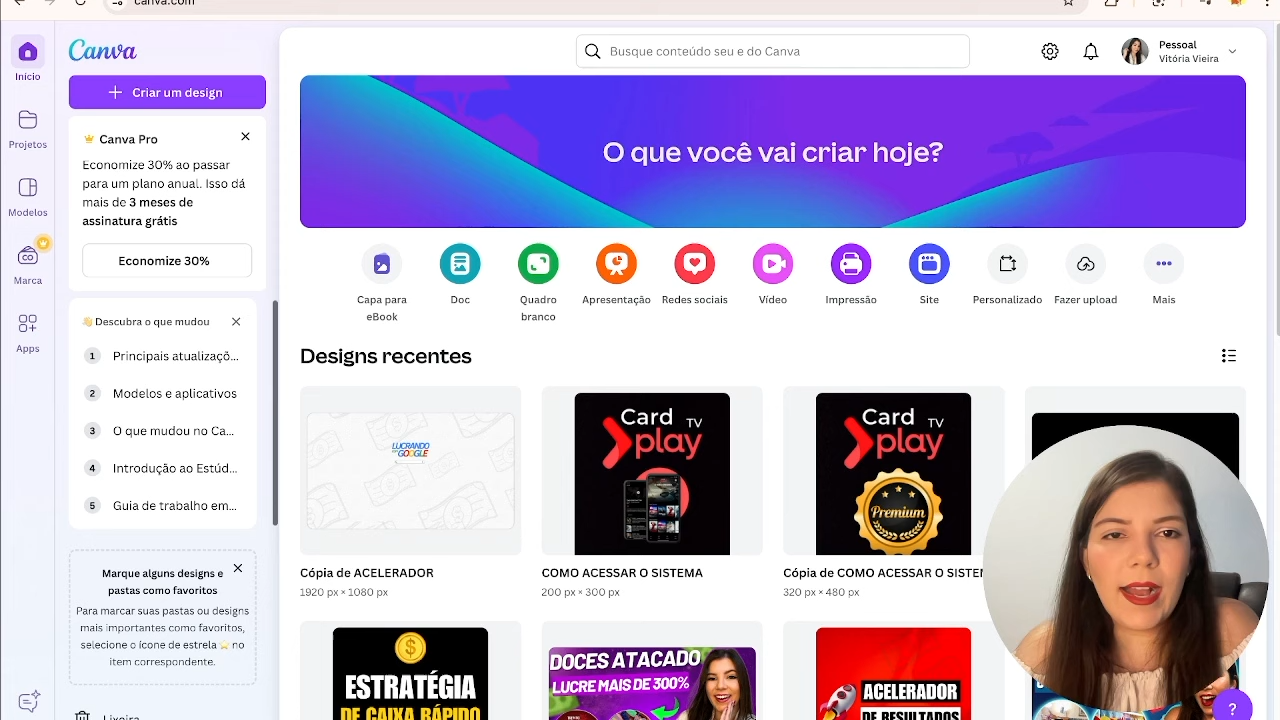 canva.com
Início
Projetos
Modelos
Marca
Apps
Canva
Criar um design
Canva Pro
Economize 30% ao passar
para um plano anual. Isso dá
mais de 3 meses de
assinatura grátis
Economize 30%
Descubra o que mudou
1 Principais atualizaçõ...
2 Modelos e aplicativos
3 O que mudou no Ca...
4 Introdução ao Estúd...
5 Guia de trabalho em...
Marque alguns designs e
pastas como favoritos
Para marcar suas pastas ou designs
mais importantes como favoritos,
selecione o ícone de estrela ⭐ no
item correspondente.
Lixeira
Busque conteúdo seu e do Canva
Pessoal
Vitória Vieira
O que você vai criar hoje?
Capa para
eBook
Doc
Quadro
branco
Apresentação
Redes sociais
Vídeo
Impressão
Site
Personalizado
Fazer upload
Mais
Designs recentes
LUCRANDO
GOOGLE
Cópia de ACELERADOR
1920 px × 1080 px
Card TV
play
COMO ACESSAR O SISTEMA
200 px × 300 px
Card TV
play
Premium
Cópia de COMO ACESSAR O SISTEM
320 px × 480 px
$
ESTRATÉGIA
DE CAIXA RÁPIDO
DOCES ATACADO
LUCRE MAIS DE 300%
ACELERADOR
DE RESULTADOS
?